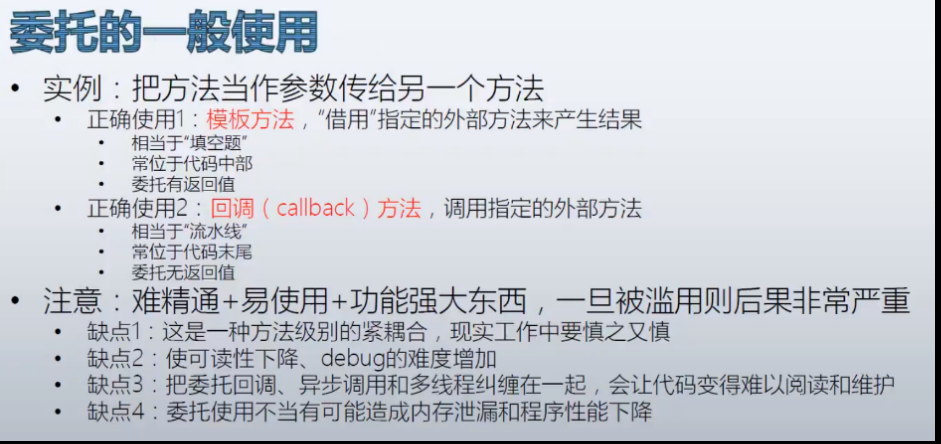 委托的一般使用
• 实例：把方法当作参数传给另一个方法
• 正确使用1：模板方法，“借用”指定的外部方法来产生结果
• 相当于“填空题”
• 常位于代码中部
• 委托有返回值
• 正确使用2：回调（callback）方法，调用指定的外部方法
• 相当于“流水线”
• 常位于代码末尾
• 委托无返回值
• 注意：难精通+易使用+功能强大东西，一旦被滥用则后果非常严重
• 缺点1：这是一种方法级别的紧耦合，现实工作中要慎之又慎
• 缺点2：使可读性下降、debug的难度增加
• 缺点3：把委托回调、异步调用和多线程纠缠在一起，会让代码变得难以阅读和维护
• 缺点4：委托使用不当有可能造成内存泄漏和程序性能下降